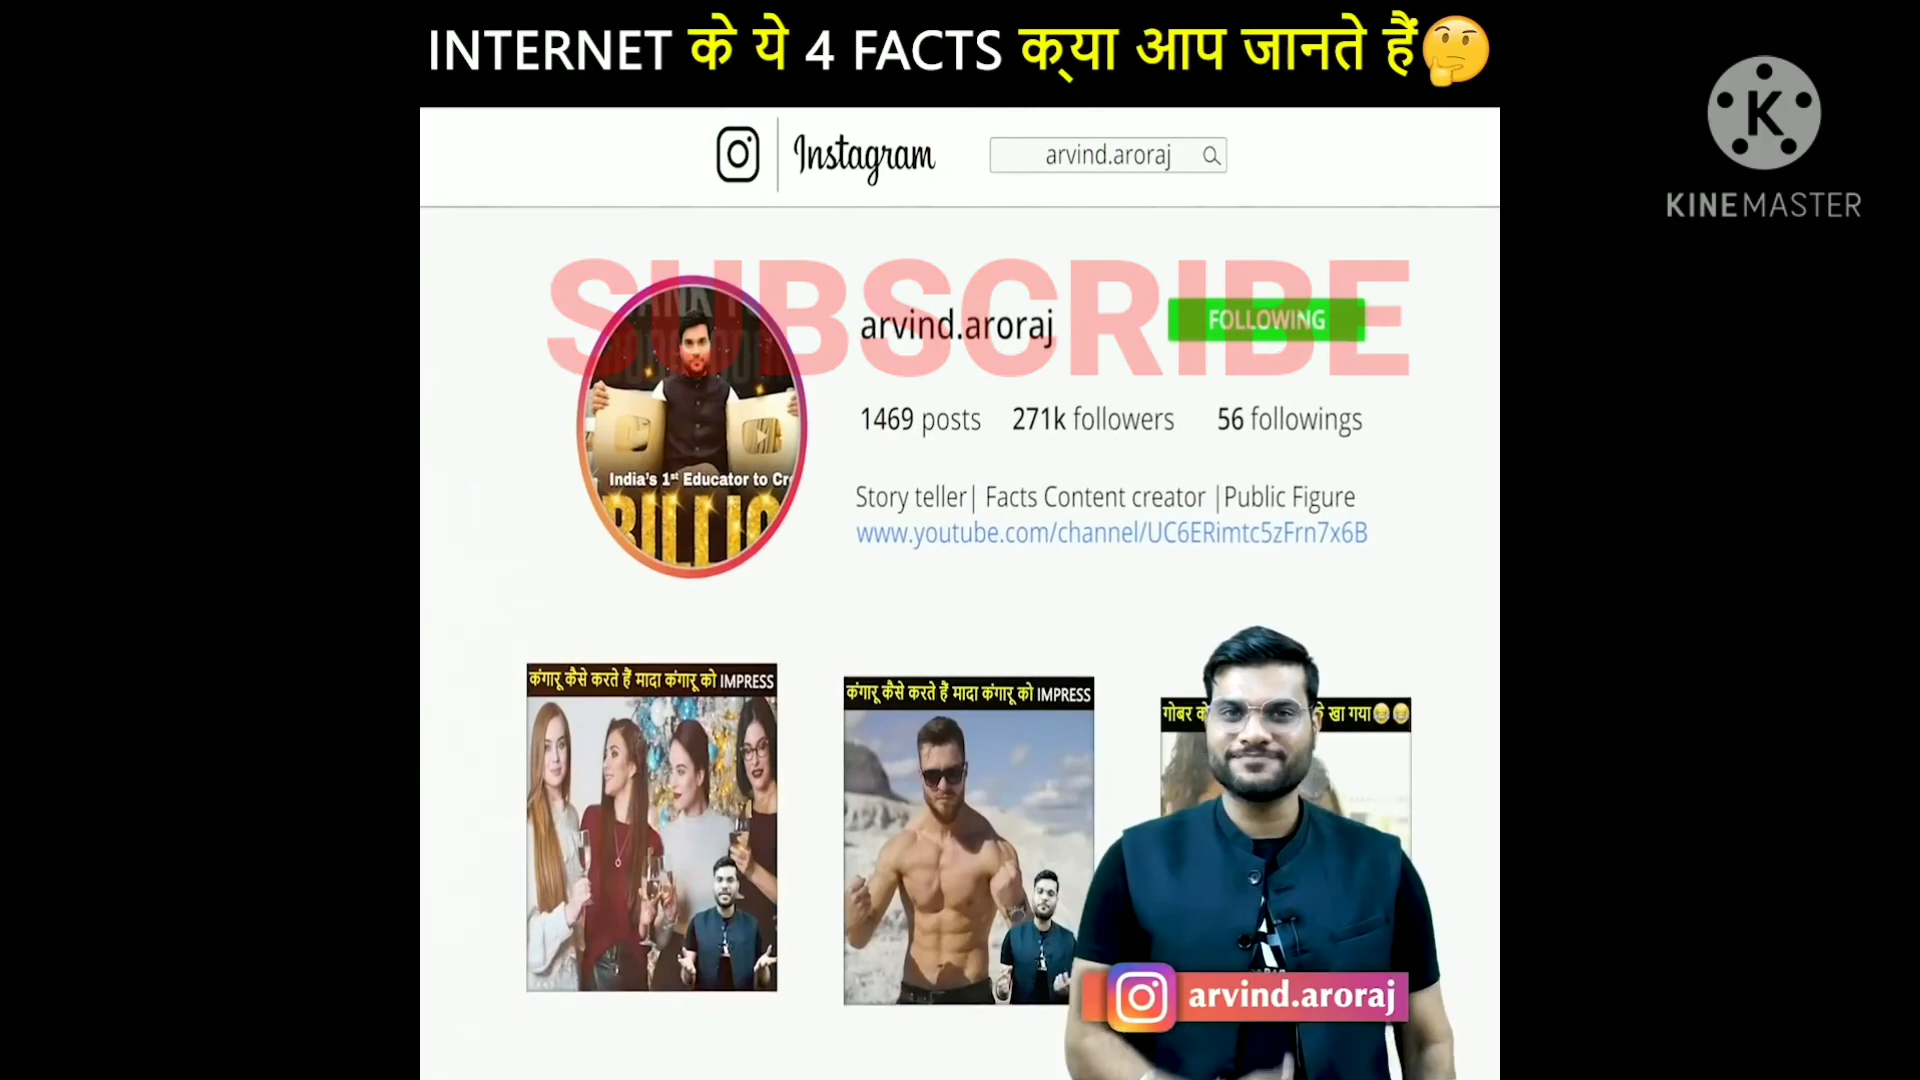 INTERNET के ये 4 FACTS क्या आप जानते हैं🤔
K
KINEMASTER
Instagram
arvind.aroraj
SUBSCRIBE
arvind.aroraj
FOLLOWING
1469 posts 271k followers 56 followings
India's 1st Educator to Cr
BILLIO
Story teller| Facts Content creator |Public Figure
www.youtube.com/channel/UC6ERimtc5zFrn7x6B
कंगारू कैसे करते हैं मादा कंगारू को IMPRESS
कंगारू कैसे करते हैं मादा कंगारू को IMPRESS
गोबर खा गया😂😂
arvind.aroraj